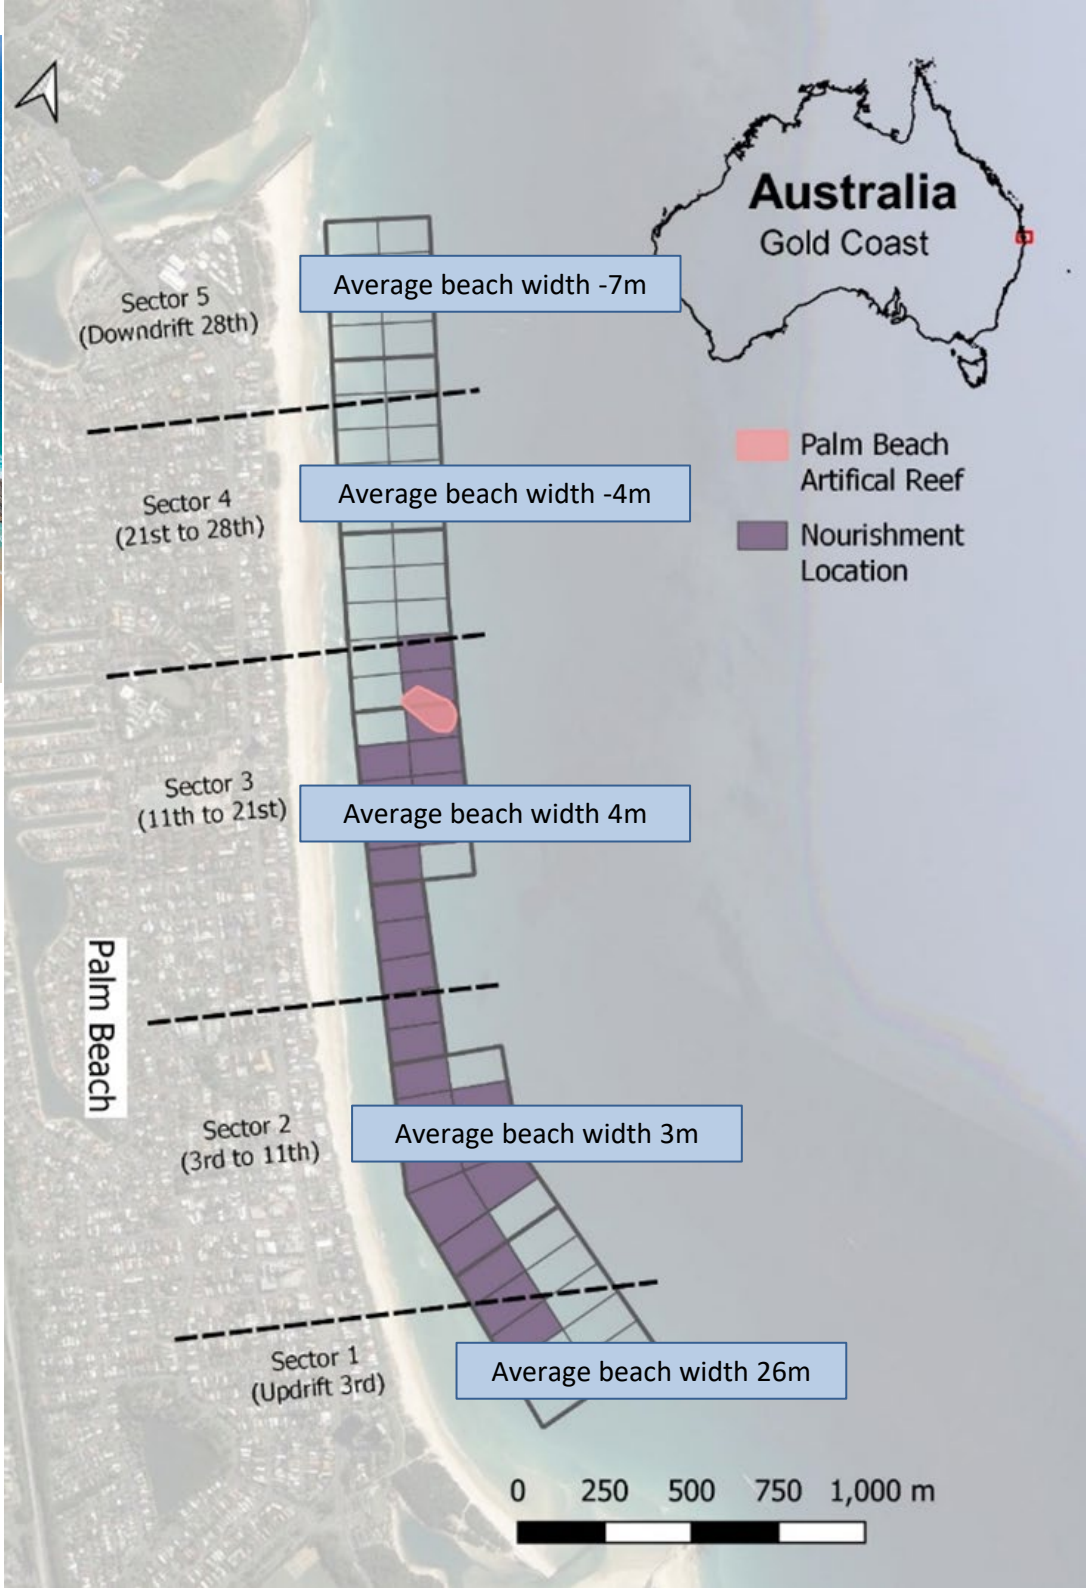 Australia
Gold Coast
Average beach width -7m
Sector 5
(Downdrift 28th)
Palm Beach
Artifical Reef
Average beach width -4m
Sector 4
(21st to 28th)
Nourishment
Location
Sector 3
(11th to 21st)
Average beach width 4m
Palm Beach
Sector 2
(3rd to 11th)
Average beach width 3m
Sector 1
(Updrift 3rd)
Average beach width 26m
0 250 500 750 1,000 m